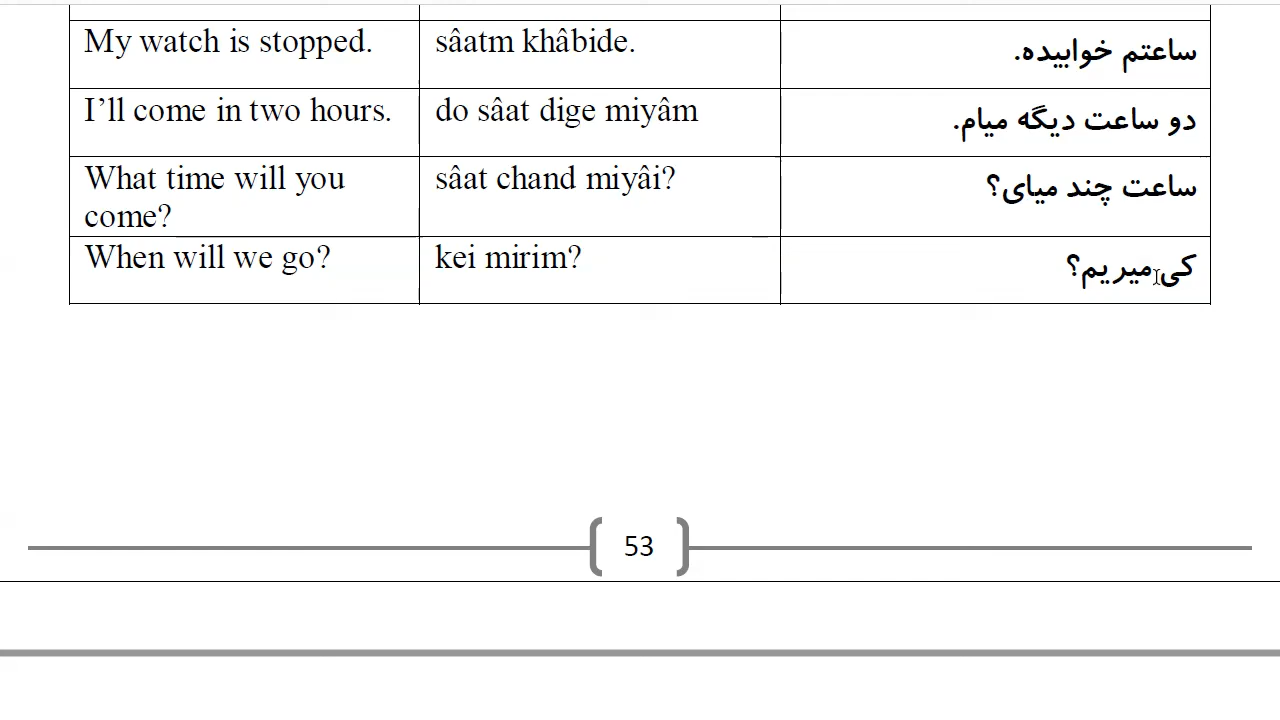 My watch is stopped.
sâatm khâbide.
ساعتم خوابیده.
I’ll come in two hours.
do sâat dige miyâm
دو ساعت دیگه میام.
What time will you
come?
sâat chand miyâi?
ساعت چند میای؟
When will we go?
kei mirim?
کی میریم؟
53